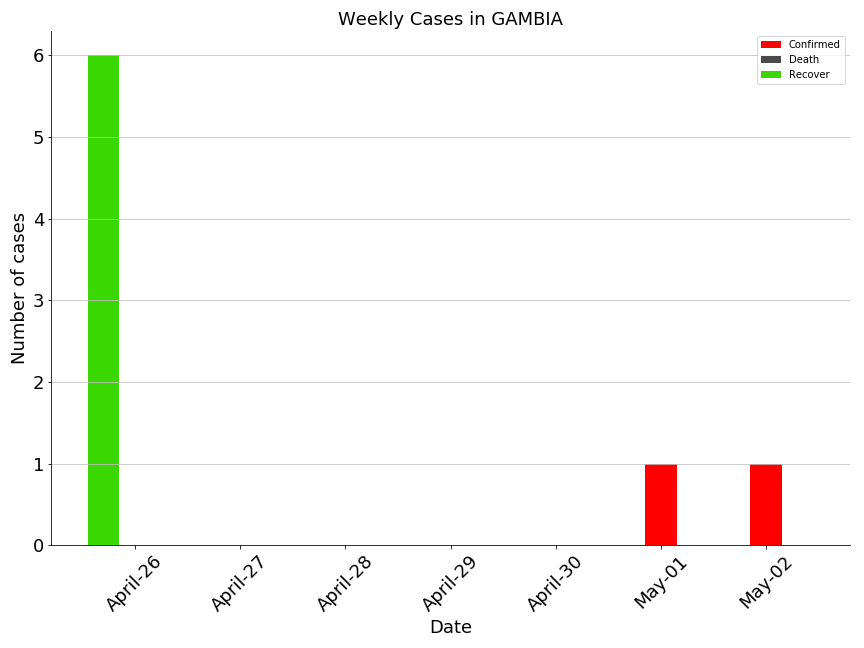 Weekly Cases in GAMBIA
Confirmed
Death
Recover
Number of cases
6
5
4
3
2
1
0
April-26
April-27
April-28
April-29
April-30
May-01
May-02
Date